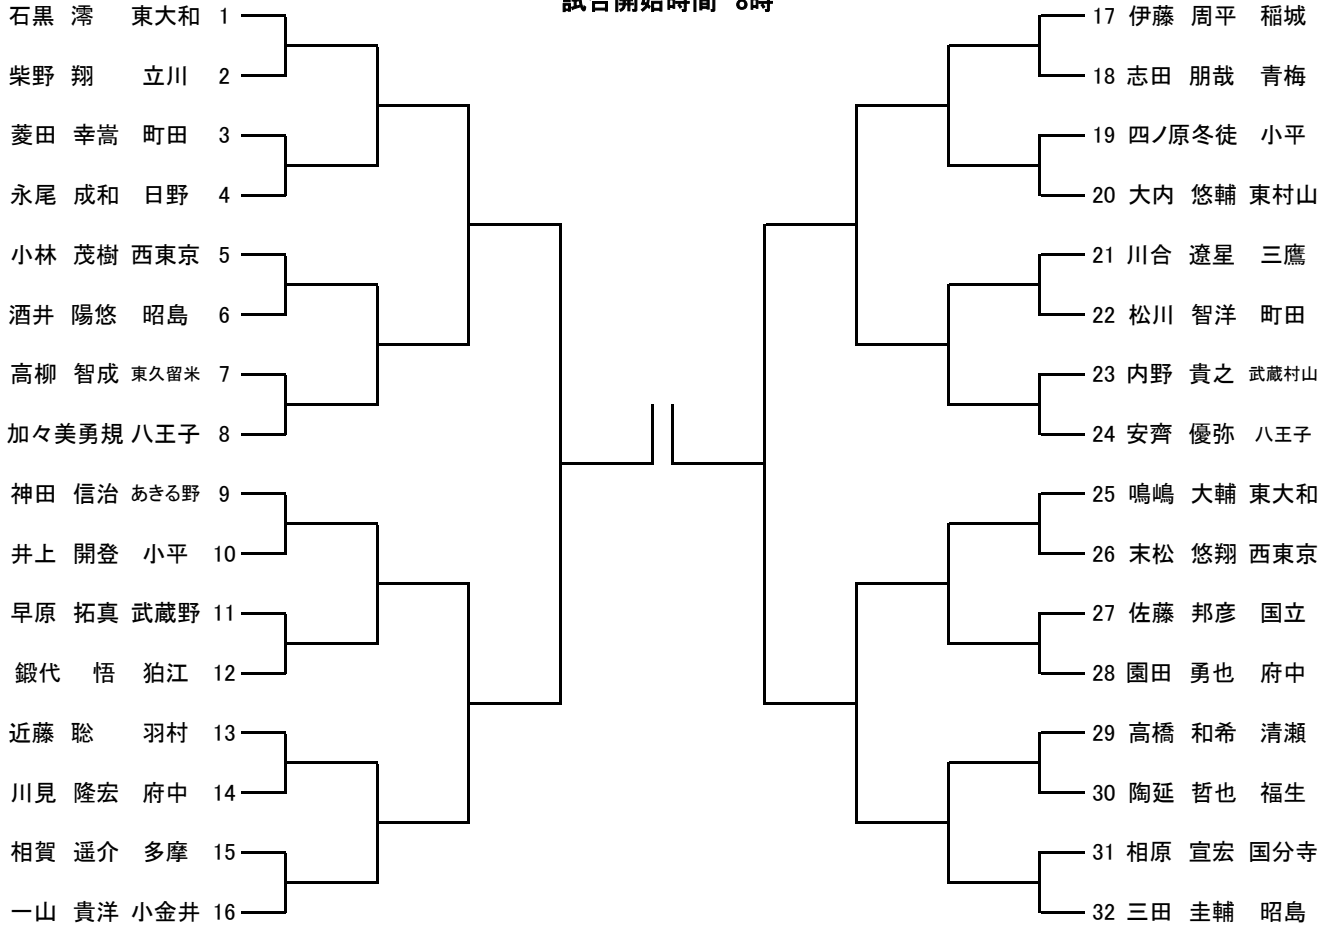 試合開始時間 8時
石黒 澪 東大和 1
柴野 翔 立川 2
菱田 幸嵩 町田 3
永尾 成和 日野 4
小林 茂樹 西東京 5
酒井 陽悠 昭島 6
高柳 智成 東久留米 7
加々美勇規 八王子 8
神田 信治 あきる野 9
井上 開登 小平 10
早原 拓真 武蔵野 11
鍛代 悟 狛江 12
近藤 聡 羽村 13
川見 隆宏 府中 14
相賀 遥介 多摩 15
一山 貴洋 小金井 16
17 伊藤 周平 稲城
18 志田 朋哉 青梅
19 四ノ原冬徒 小平
20 大内 悠輔 東村山
21 川合 遼星 三鷹
22 松川 智洋 町田
23 内野 貴之 武蔵村山
24 安齊 優弥 八王子
25 鳴嶋 大輔 東大和
26 末松 悠翔 西東京
27 佐藤 邦彦 国立
28 園田 勇也 府中
29 高橋 和希 清瀬
30 陶延 哲也 福生
31 相原 宣宏 国分寺
32 三田 圭輔 昭島